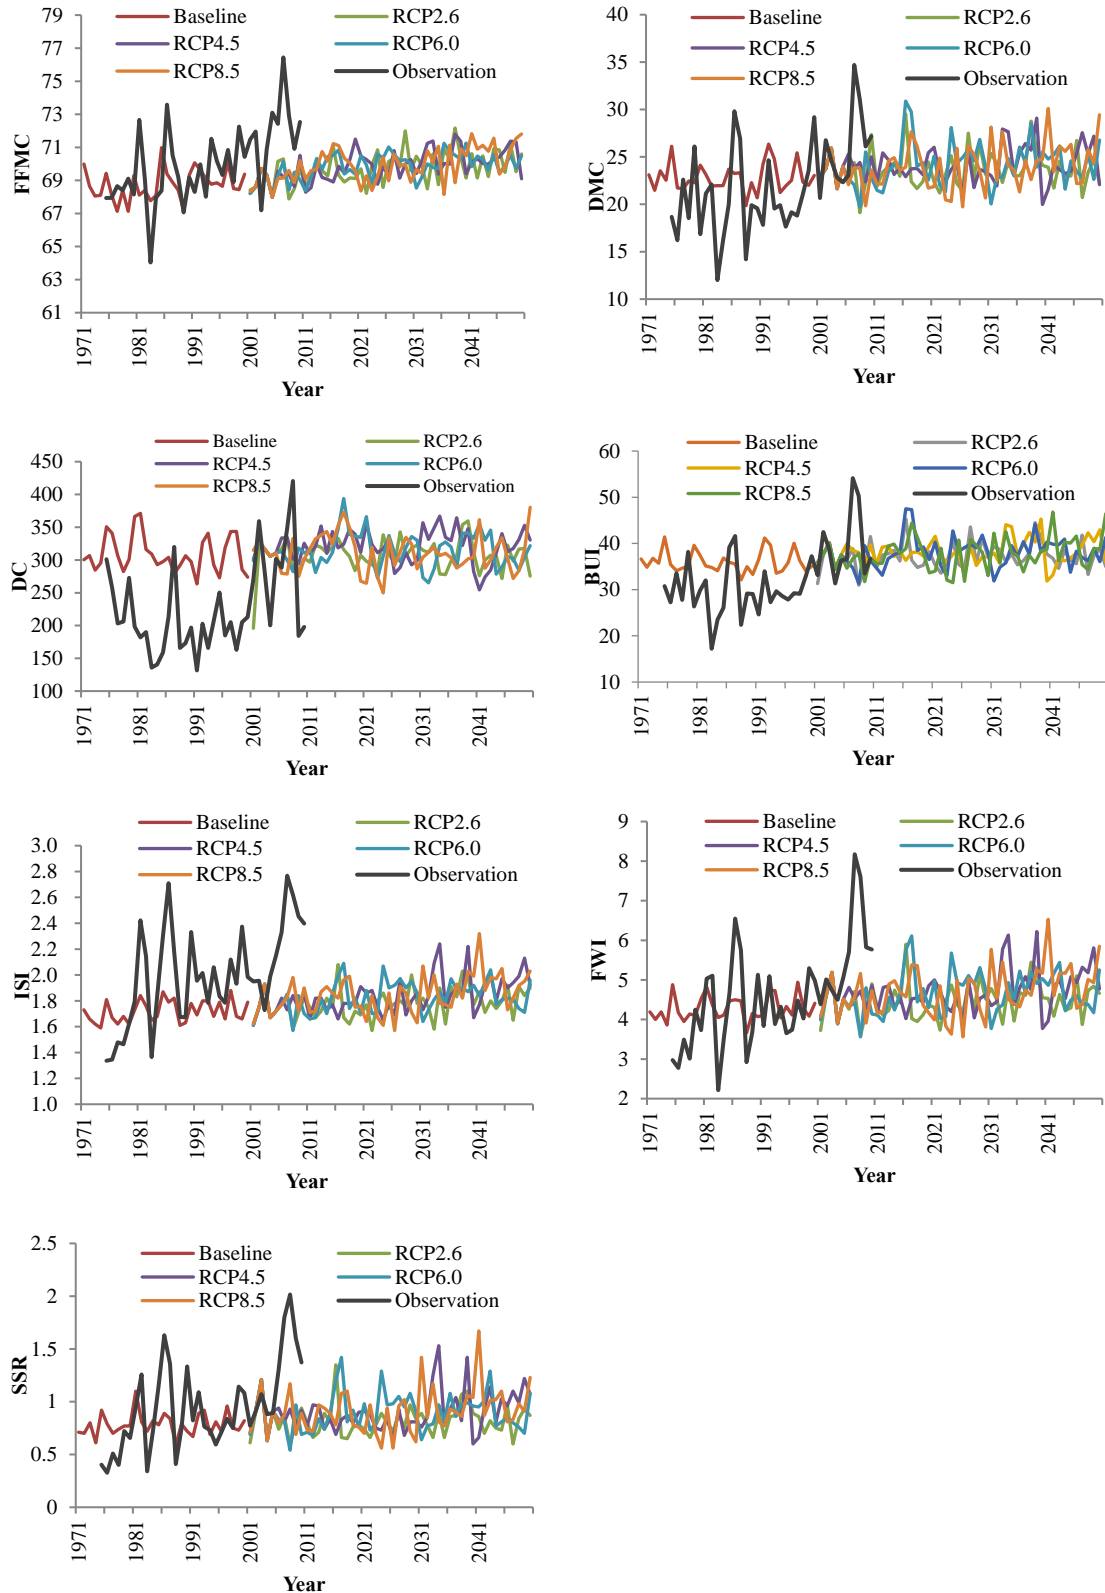 79
77
75
73
71
69
67
65
63
61
FFMC
Baseline
RCP2.6
RCP4.5
RCP6.0
RCP8.5
Observation
1971
1981
1991
2001
2011
2021
2031
2041
Year
40
35
30
25
20
15
10
DMC
Baseline
RCP2.6
RCP4.5
RCP6.0
RCP8.5
Observation
1971
1981
1991
2001
2011
2021
2031
2041
Year
450
400
350
300
250
200
150
100
DC
Baseline
RCP2.6
RCP4.5
RCP6.0
RCP8.5
Observation
1971
1981
1991
2001
2011
2021
2031
2041
Year
60
50
40
30
20
10
BUI
Baseline
RCP2.6
RCP4.5
RCP6.0
RCP8.5
Observation
1971
1981
1991
2001
2011
2021
2031
2041
Year
3.0
2.8
2.6
2.4
2.2
2.0
1.8
1.6
1.4
1.2
1.0
ISI
Baseline
RCP2.6
RCP4.5
RCP6.0
RCP8.5
Observation
1971
1981
1991
2001
2011
2021
2031
2041
Year
9
8
7
6
5
4
3
2
FWI
Baseline
RCP2.6
RCP4.5
RCP6.0
RCP8.5
Observation
1971
1981
1991
2001
2011
2021
2031
2041
Year
2.5
2
1.5
1
0.5
0
SSR
Baseline
RCP2.6
RCP4.5
RCP6.0
RCP8.5
Observation
1971
1981
1991
2001
2011
2021
2031
2041
Year